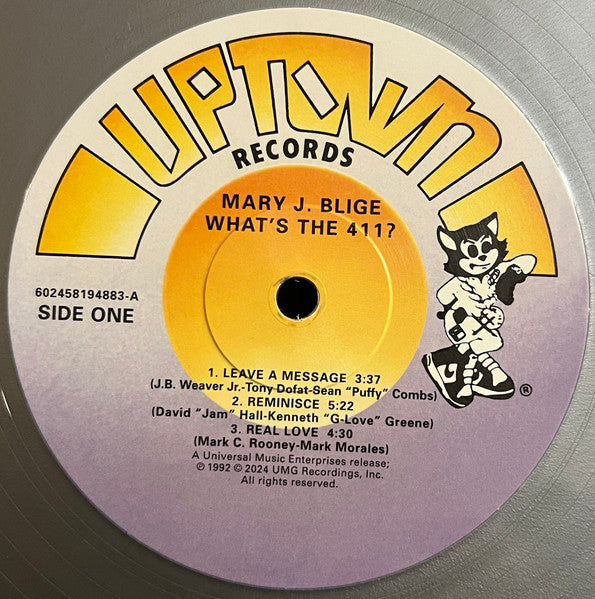 UPTOWN
RECORDS
MARY J. BLIGE
WHAT'S THE 411?
602458194883-A
SIDE ONE
1. LEAVE A MESSAGE 3:37
(J.B. Weaver Jr.-Tony Dofat-Sean "Puffy" Combs)
2. REMINISCE 5:22
(David "Jam" Hall-Kenneth "G-Love" Greene)
3. REAL LOVE 4:30
(Mark C. Rooney-Mark Morales)
A Universal Music Enterprises release;
℗ 1992 © 2024 UMG Recordings, Inc.
All rights reserved.
®